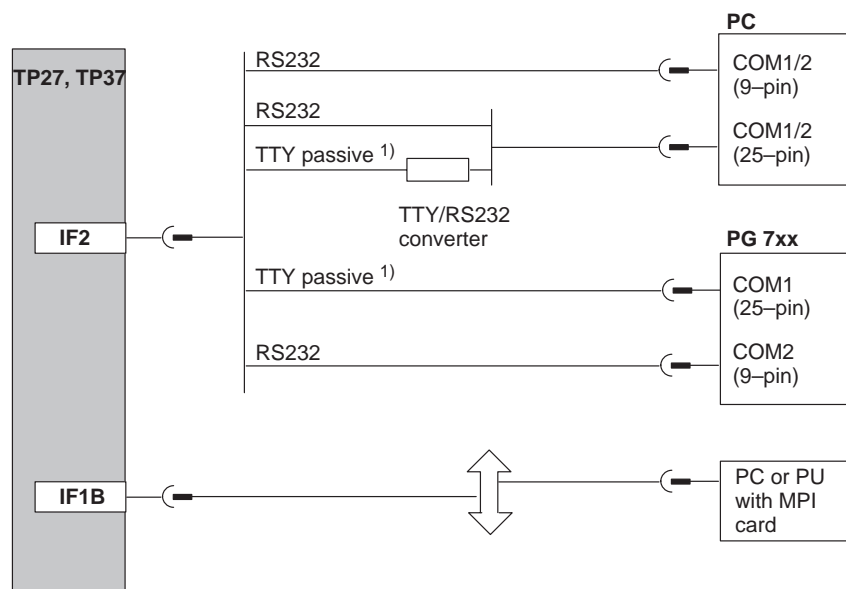 PC
TP27, TP37
RS232
COM1/2
(9–pin)
RS232
COM1/2
(25–pin)
TTY passive 1)
TTY/RS232
converter
IF2
PG 7xx
TTY passive 1)
COM1
(25–pin)
RS232
COM2
(9–pin)
IF1B
PC or PU
with MPI
card